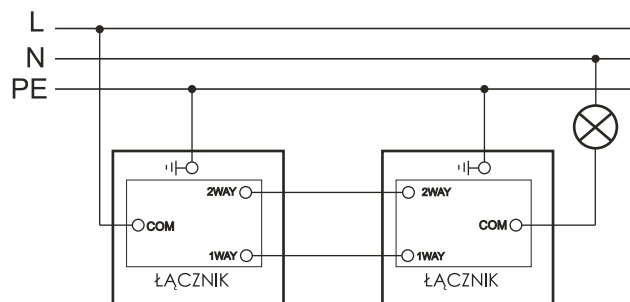 L
N
PE
2WAY 2WAY
COM COM
1WAY 1WAY
ŁĄCZNIK ŁĄCZNIK